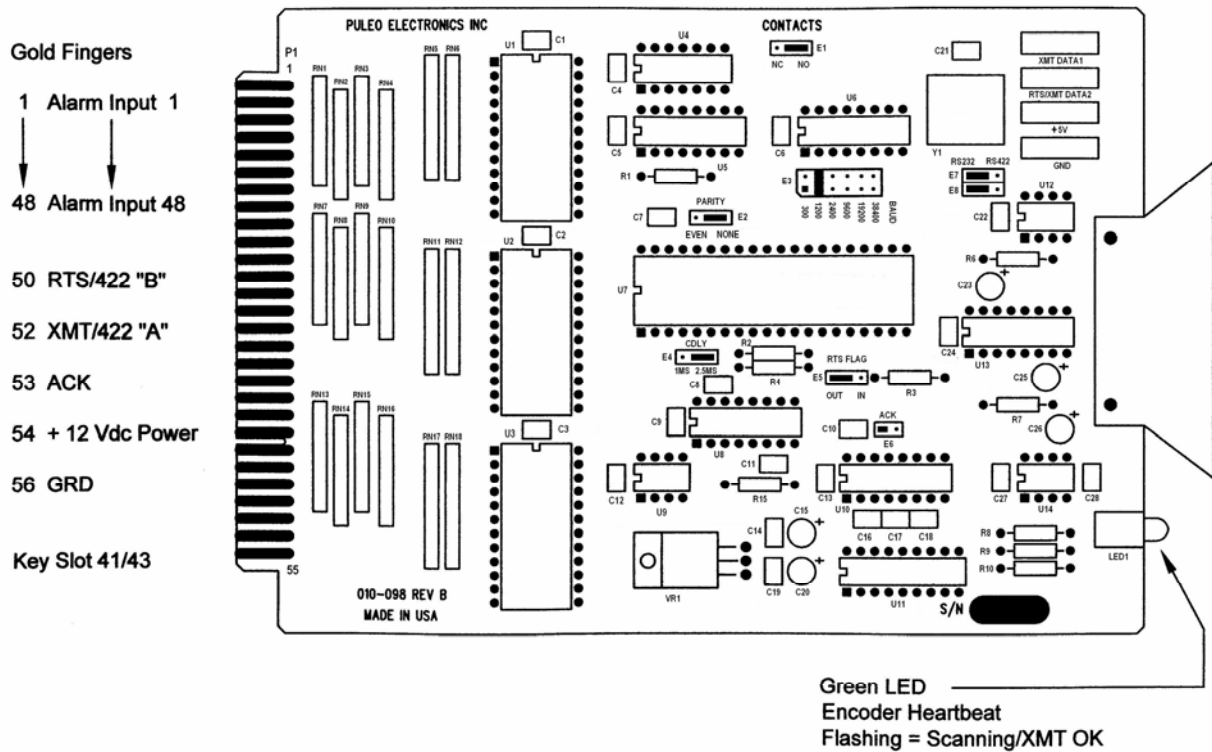 PULEO ELECTRONICS INC
CONTACTS
Gold Fingers
1 Alarm Input 1
48 Alarm Input 48
50 RTS/422 "B"
52 XMT/422 "A"
53 ACK
54 + 12 Vdc Power
56 GRD
Key Slot 41/43
P1
1
55
RN1
RN2
RN3
RN4
RN5
RN6
RN7
RN8
RN9
RN10
RN11
RN12
RN13
RN14
RN15
RN16
RN17
RN18
010-098 REV B
MADE IN USA
U1
C1
U2
C2
U3
C3
U4
C4
E1
NC NO
C5
U5
R1
C6
U6
C7
PARITY
E2
EVEN NONE
E3
300
1200
2400
9600
19200
38400
BAUD
C21
Y1
XMT DATA1
RTS/XMT DATA2
+5V
GND
RS232 RS422
E7
E8
U12
C22
R6
C23
U7
C24
U13
C25
R7
C26
CDLY
E4
1MS 2.5MS
R2
R4
C8
RTS FLAG
E5
OUT IN
R3
C9
U8
C10
ACK
E6
C11
R15
C12
U9
C13
U10
C27
U14
C28
C14
C15
C16
C17
C18
R8
R9
R10
LED1
VR1
C19
C20
U11
S/N
Green LED
Encoder Heartbeat
Flashing = Scanning/XMT OK